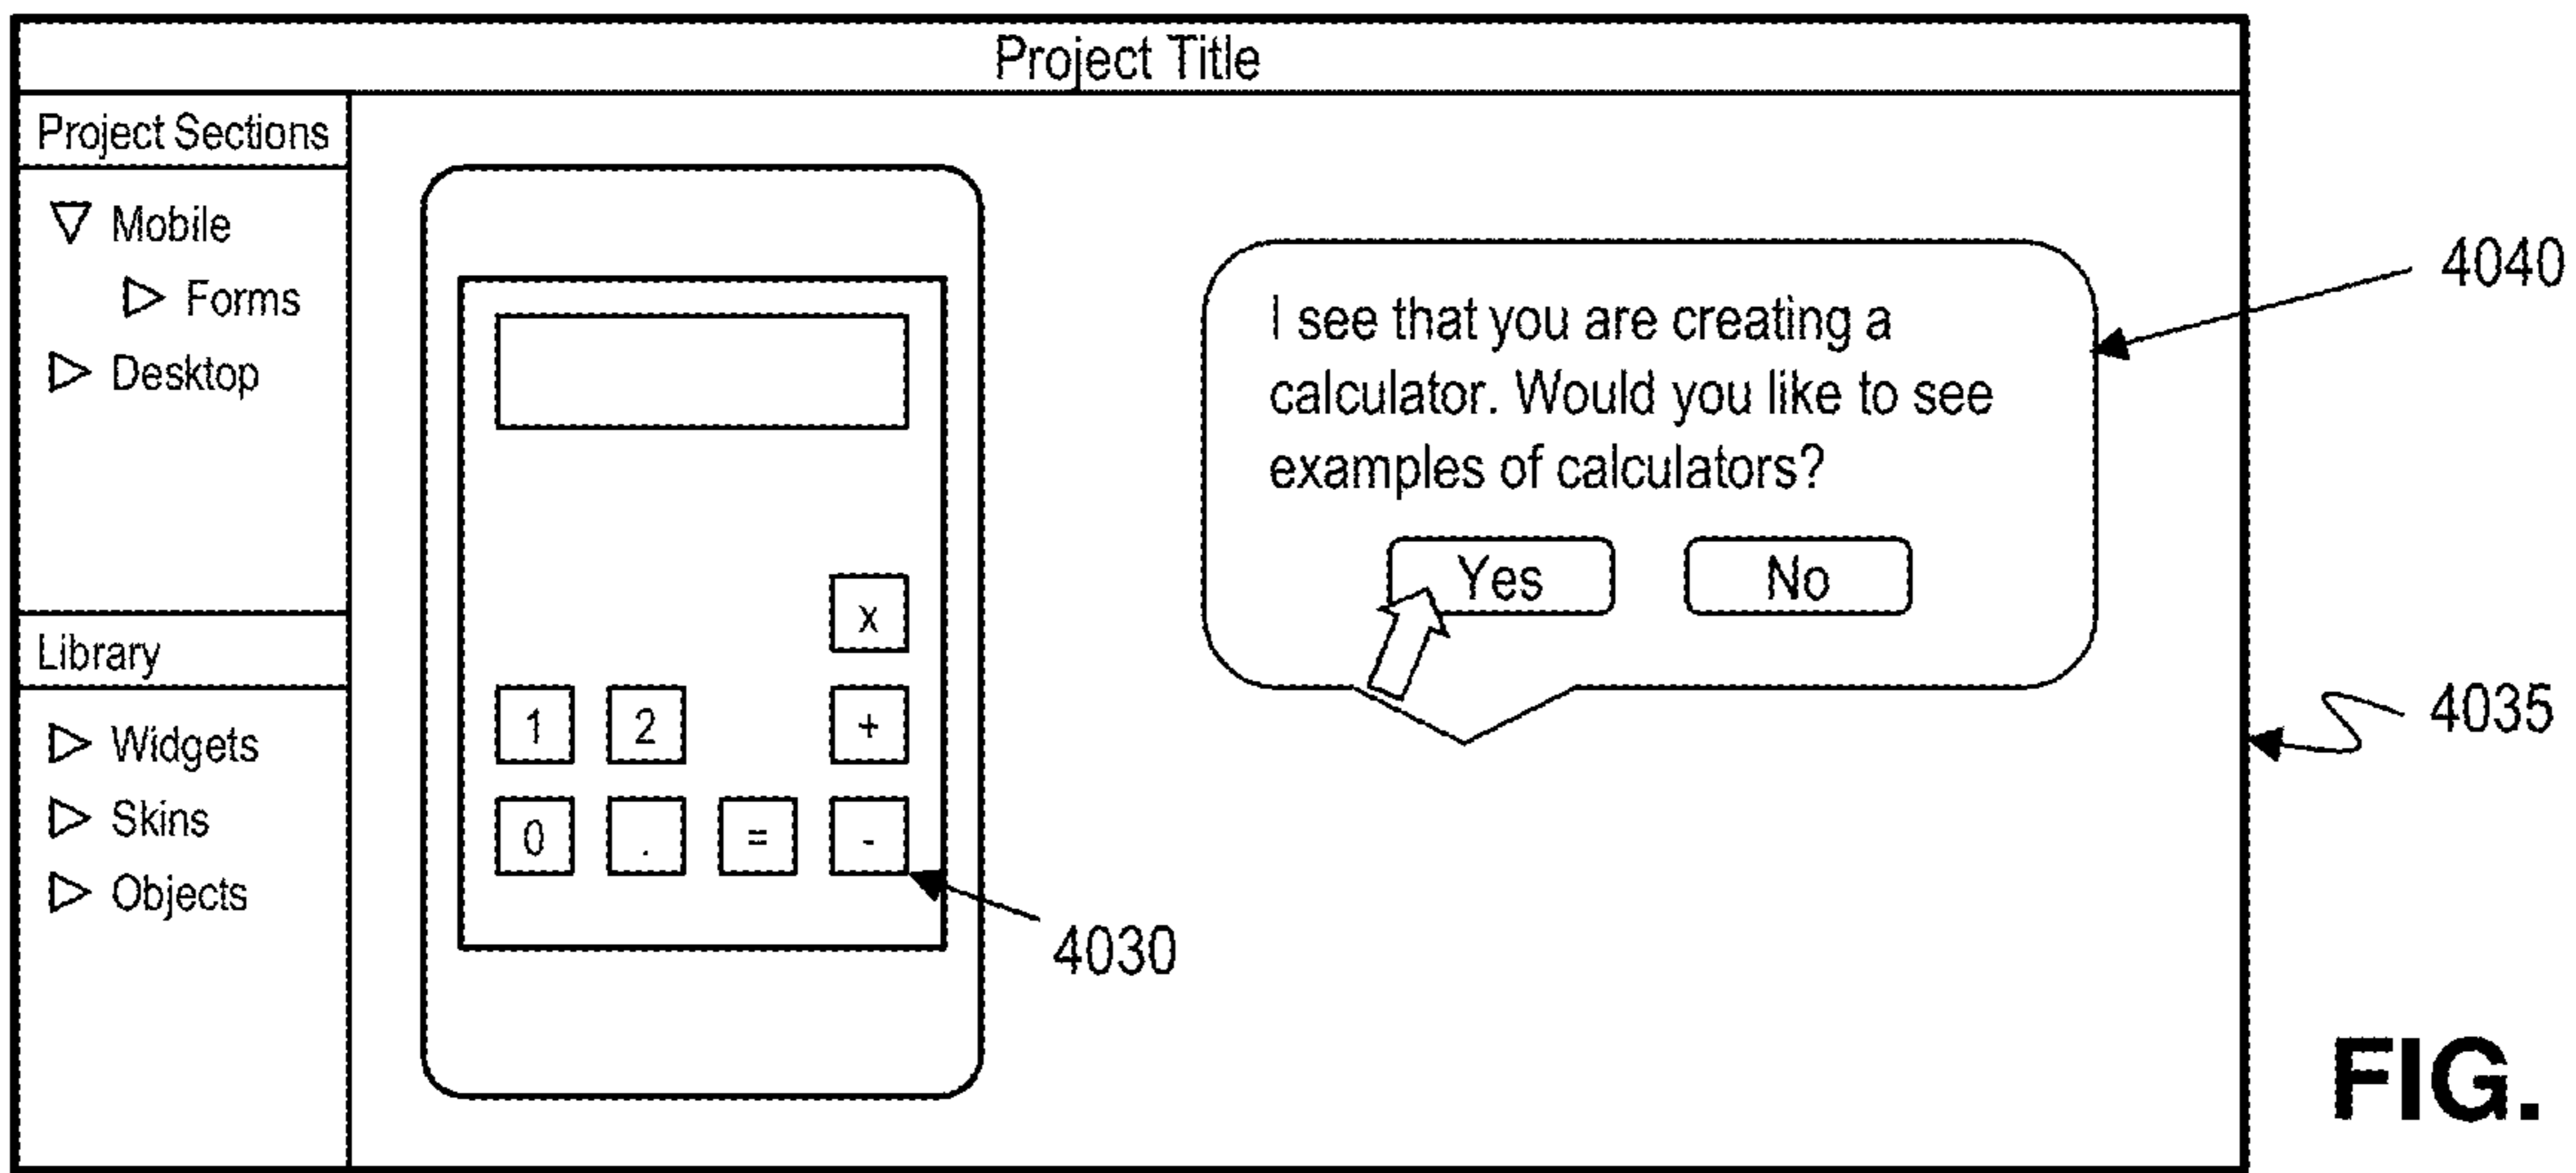 Project Title
Project Sections
Mobile
Forms
Desktop
Library
Widgets
Skins
Objects
x
1 2 +
0 . = -
4030
I see that you are creating a
calculator. Would you like to see
examples of calculators?
Yes No
4040
4035
FIG.